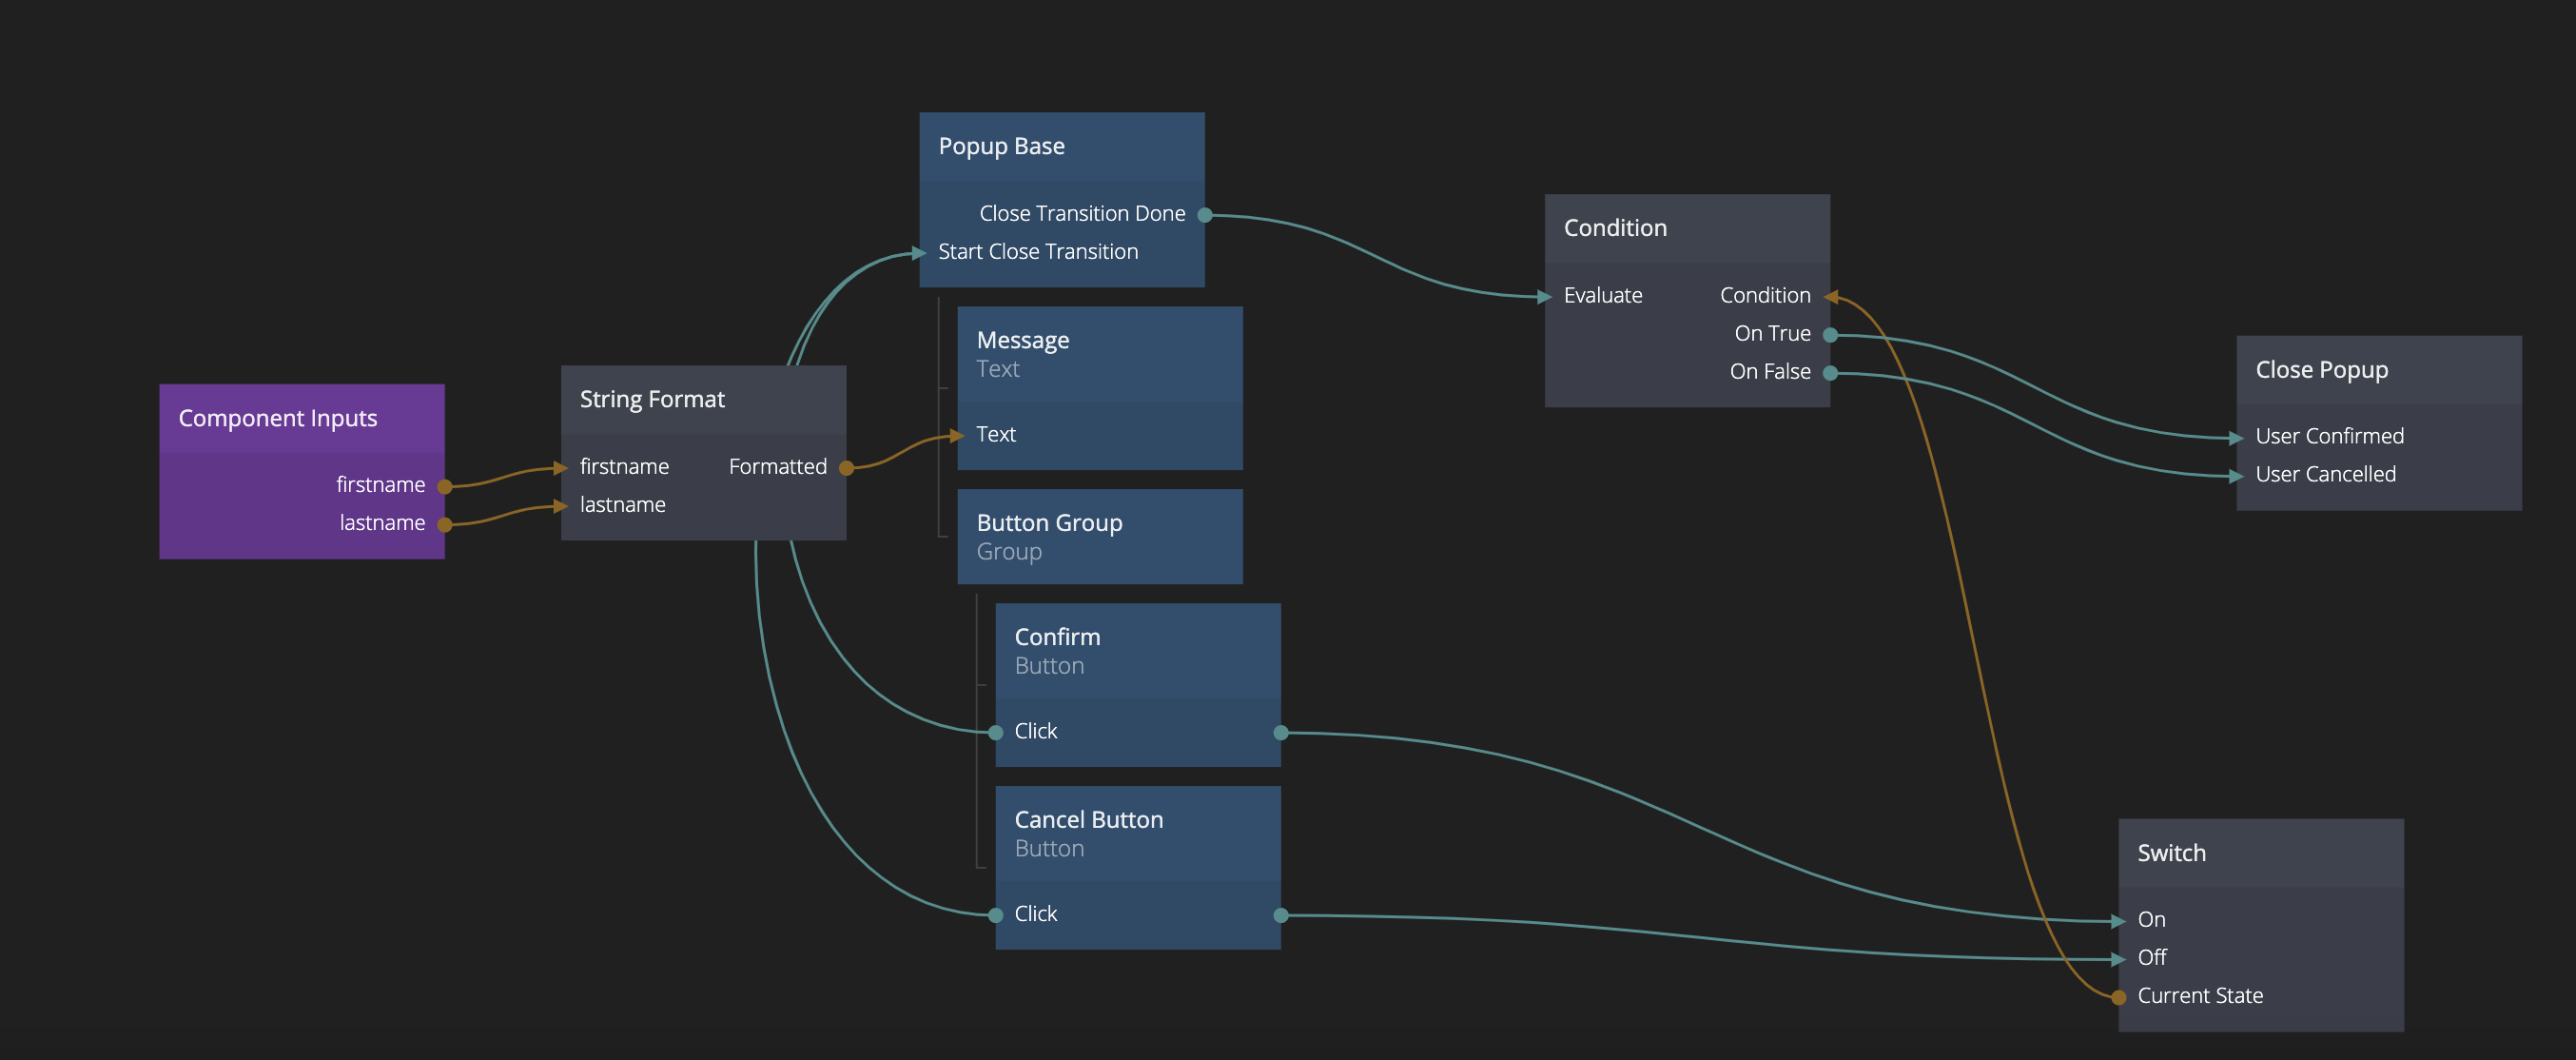 Popup Base
Close Transition Done
Start Close Transition
Message
Text
Text
Button Group
Group
Confirm
Button
Click
Cancel Button
Button
Click
Component Inputs
firstname
lastname
String Format
firstname Formatted
lastname
Condition
Evaluate Condition
On True
On False
Close Popup
User Confirmed
User Cancelled
Switch
On
Off
Current State